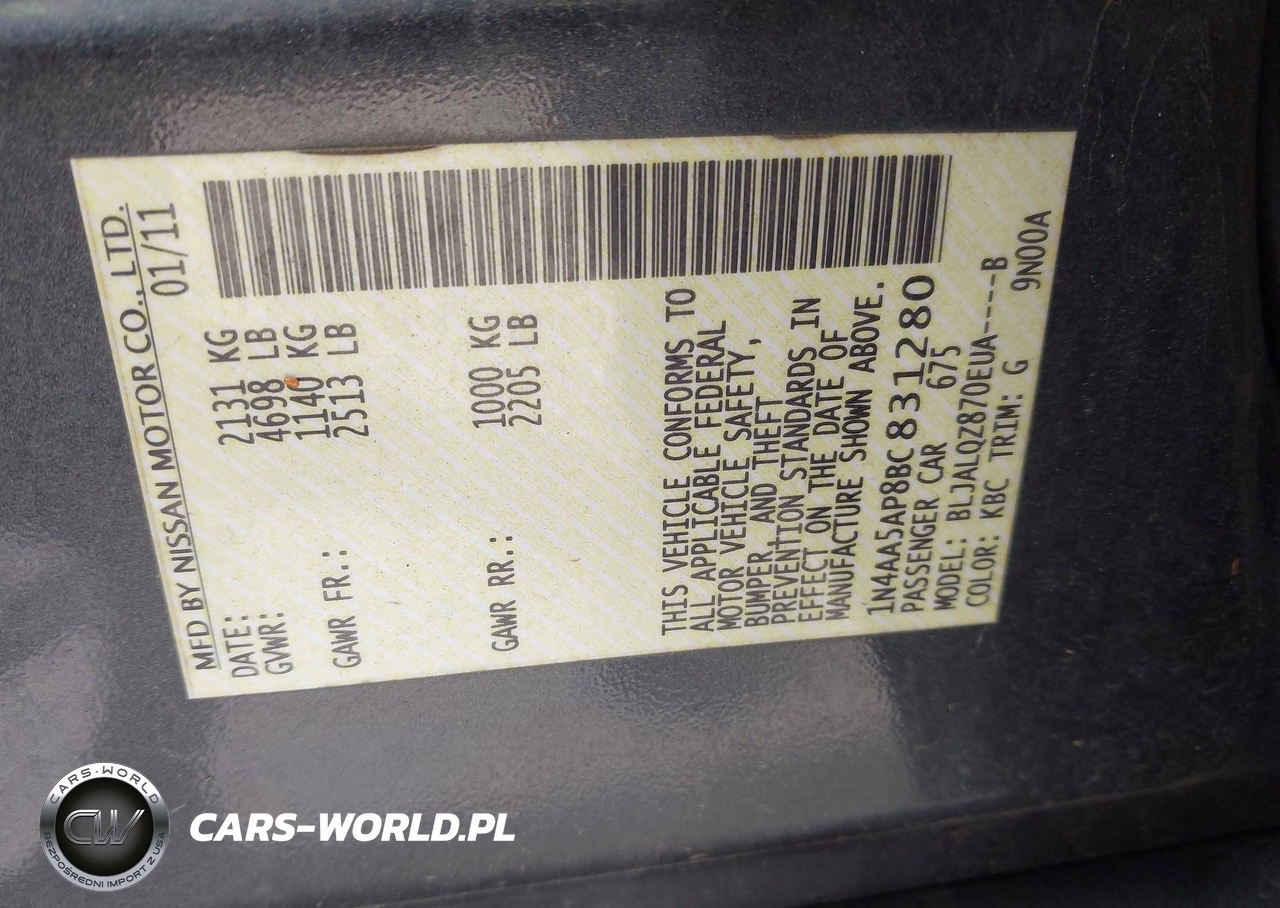 MFD BY NISSAN MOTOR CO., LTD.
DATE: 01/11
GVWR: 2131 KG
4698 LB
GAWR FR.: 1140 KG
2513 LB
GAWR RR.: 1000 KG
2205 LB
THIS VEHICLE CONFORMS TO
ALL APPLICABLE FEDERAL
MOTOR VEHICLE SAFETY,
BUMPER, AND THEFT
PREVENTION STANDARDS IN
EFFECT ON THE DATE OF
MANUFACTURE SHOWN ABOVE.
1N4AA5AP8BC831280
PASSENGER CAR 675
MODEL: BLJALQZ870EUA----B
COLOR: KBC TRIM: G 9N00A
CARS-WORLD
CW
BEZPOŚREDNI IMPORT Z USA
CARS-WORLD.PL